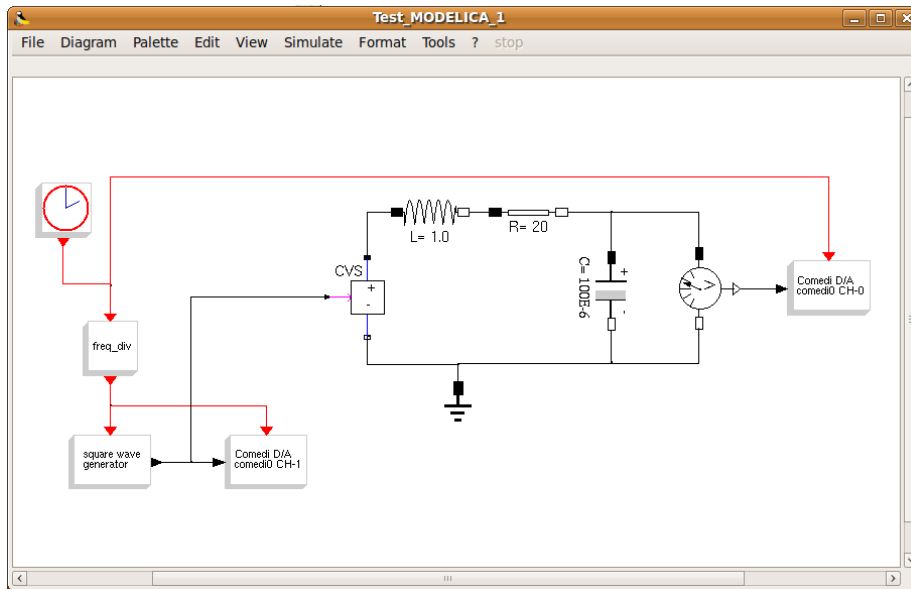 Test_MODELICA_1
File Diagram Palette Edit View Simulate Format Tools ? stop
L= 1.0
R= 20
CVS
+
-
C= 100E-6
+
-
V
Comedi D/A
comedi0 CH-0
freq_div
square wave
generator
Comedi D/A
comedi0 CH-1